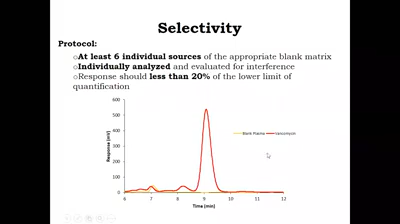 Selectivity
Protocol:
oAt least 6 individual sources of the appropriate blank matrix
oIndividually analyzed and evaluated for interference
oResponse should less than 20% of the lower limit of
quantification
600
500
400
300
200
100
0
Response (mV)
Blank Plasma Vancomycin
6 7 8 9 10 11 12
Time (min)